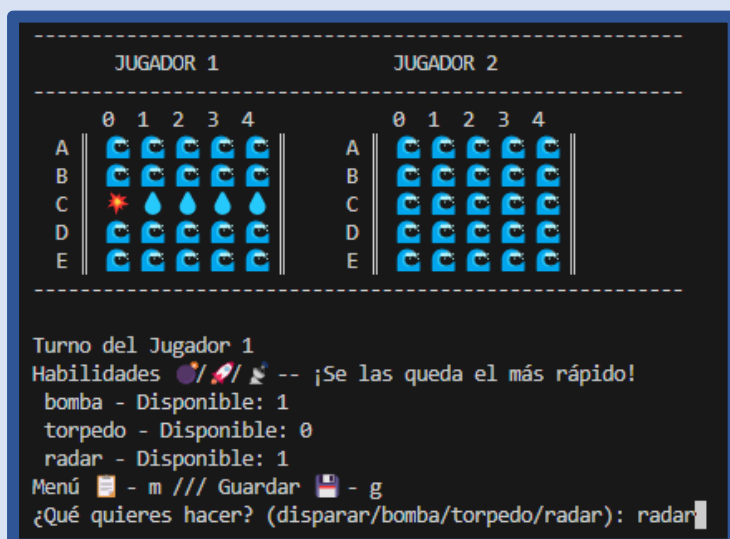 JUGADOR 1 JUGADOR 2
0 1 2 3 4 0 1 2 3 4
A A
B B
C C
D D
E E
Turno del Jugador 1
Habilidades 💣/🚀/📡 -- ¡Se las queda el más rápido!
bomba - Disponible: 1
torpedo - Disponible: 0
radar - Disponible: 1
Menú 📋 - m /// Guardar 💾 - g
¿Qué quieres hacer? (disparar/bomba/torpedo/radar): radar